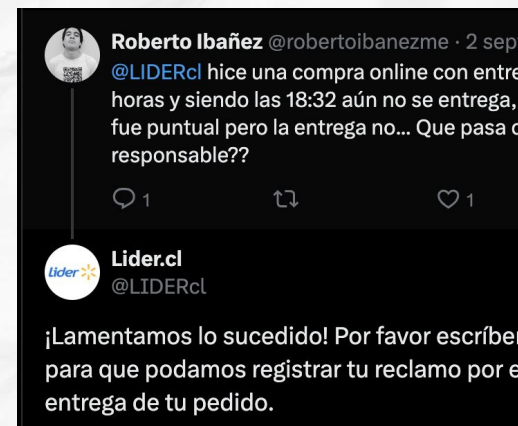 Roberto Ibañez @robertoibanezme · 2 sep
@LIDERcl hice una compra online con entre
horas y siendo las 18:32 aún no se entrega,
fue puntual pero la entrega no... Que pasa
responsable??
1 1
Lider.cl
Lider
@LIDERcl
¡Lamentamos lo sucedido! Por favor escríbe
para que podamos registrar tu reclamo por
entrega de tu pedido.